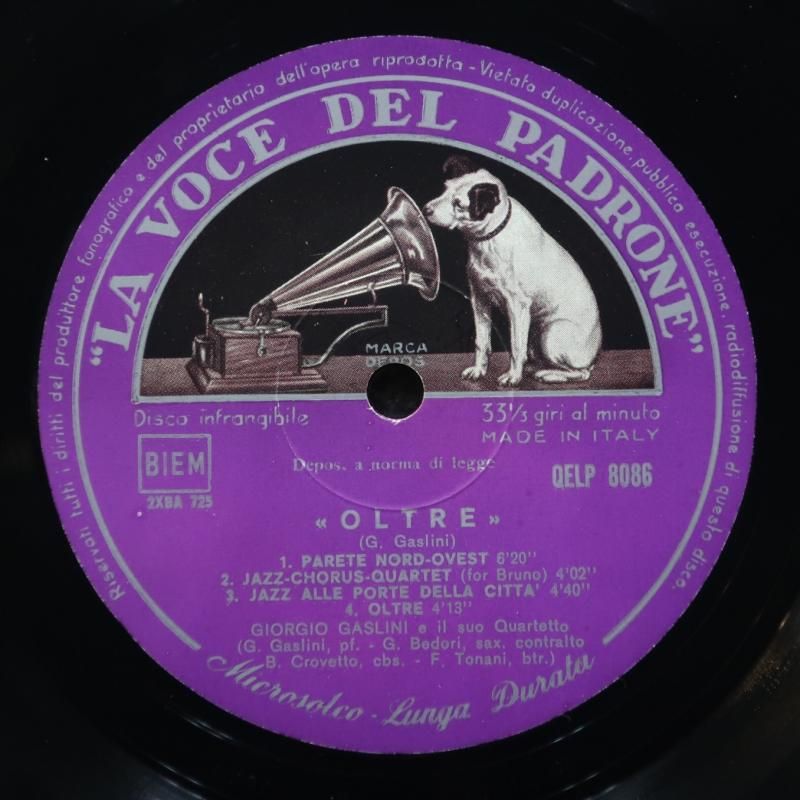 Riservati tutti i diritti del produttore fonografico e del proprietario dell'opera riprodotta - Vietata duplicazione, pubblica esecuzione, radiodiffusione di questo disco.
“LA VOCE DEL PADRONE”
MARCA
DEPOS
Disco infrangibile
33 1/3 giri al minuto
MADE IN ITALY
BIEM
Depos. a norma di legge
QELP 8086
2XBA 725
« OLTRE »
(G. Gaslini)
1. PARETE NORD-OVEST 6'20''
2. JAZZ-CHORUS-QUARTET (for Bruno) 4'02''
3. JAZZ ALLE PORTE DELLA CITTA' 4'40''
4. OLTRE 4'13''
GIORGIO GASLINI e il suo Quartetto
(G. Gaslini, pf. - G. Bedori, sax. contralto
B. Crovetto, cbs. - F. Tonani, btr.)
Microsolco - Lunga Durata